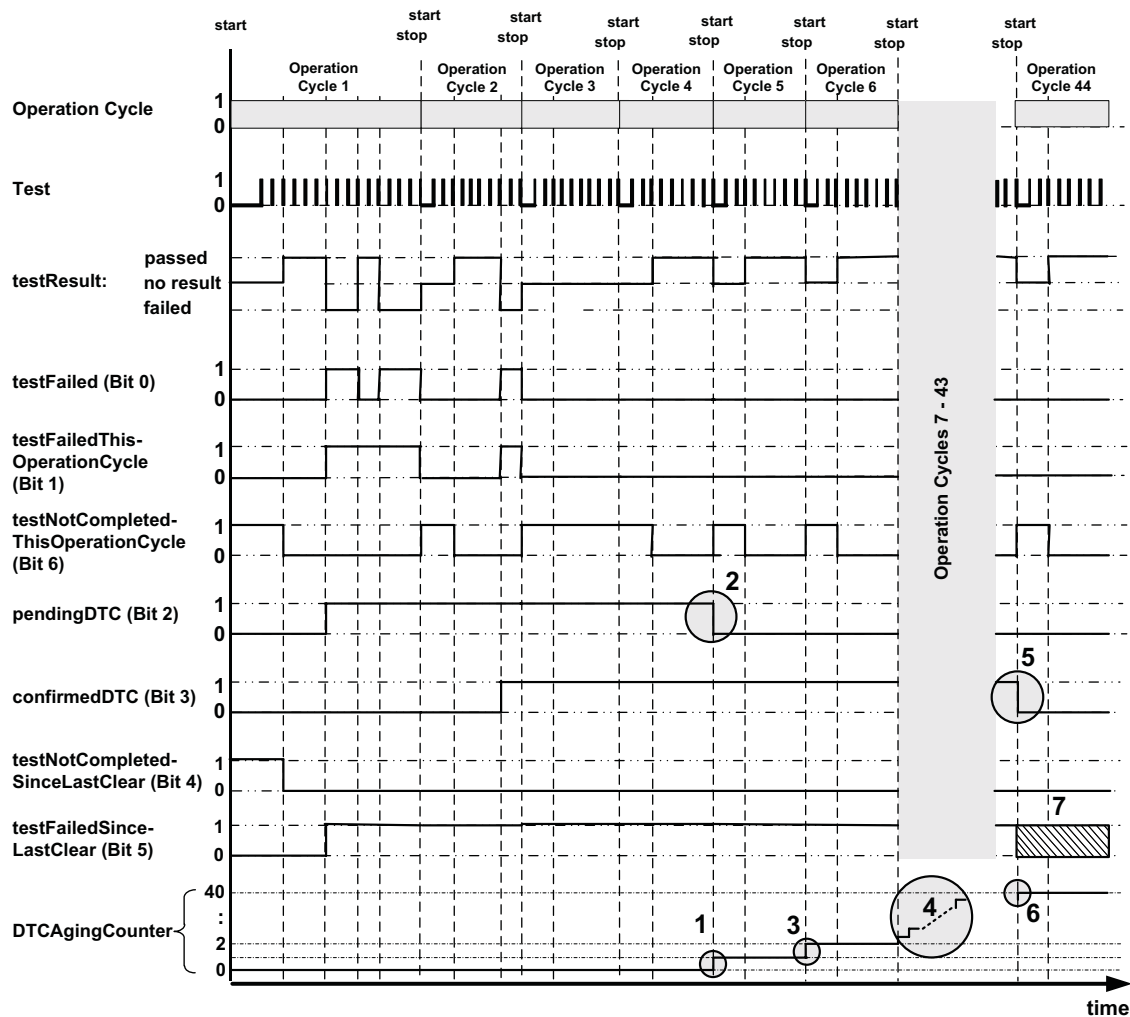 start
start
stop
start
stop
start
stop
start
stop
start
stop
start
stop
start
stop
Operation
Cycle 1
Operation
Cycle 2
Operation
Cycle 3
Operation
Cycle 4
Operation
Cycle 5
Operation
Cycle 6
Operation
Cycle 44
Operation Cycle
1
0
Test
1
0
testResult:
passed
no result
failed
testFailed (Bit 0)
1
0
testFailedThis-
OperationCycle
(Bit 1)
1
0
testNotCompleted-
ThisOperationCycle
(Bit 6)
1
0
pendingDTC (Bit 2)
1
0
2
confirmedDTC (Bit 3)
1
0
5
testNotCompleted-
SinceLastClear (Bit 4)
1
0
testFailedSince-
LastClear (Bit 5)
1
0
7
Operation Cycles 7 - 43
DTCAgingCounter
40
:
2
0
1
3
4
6
time